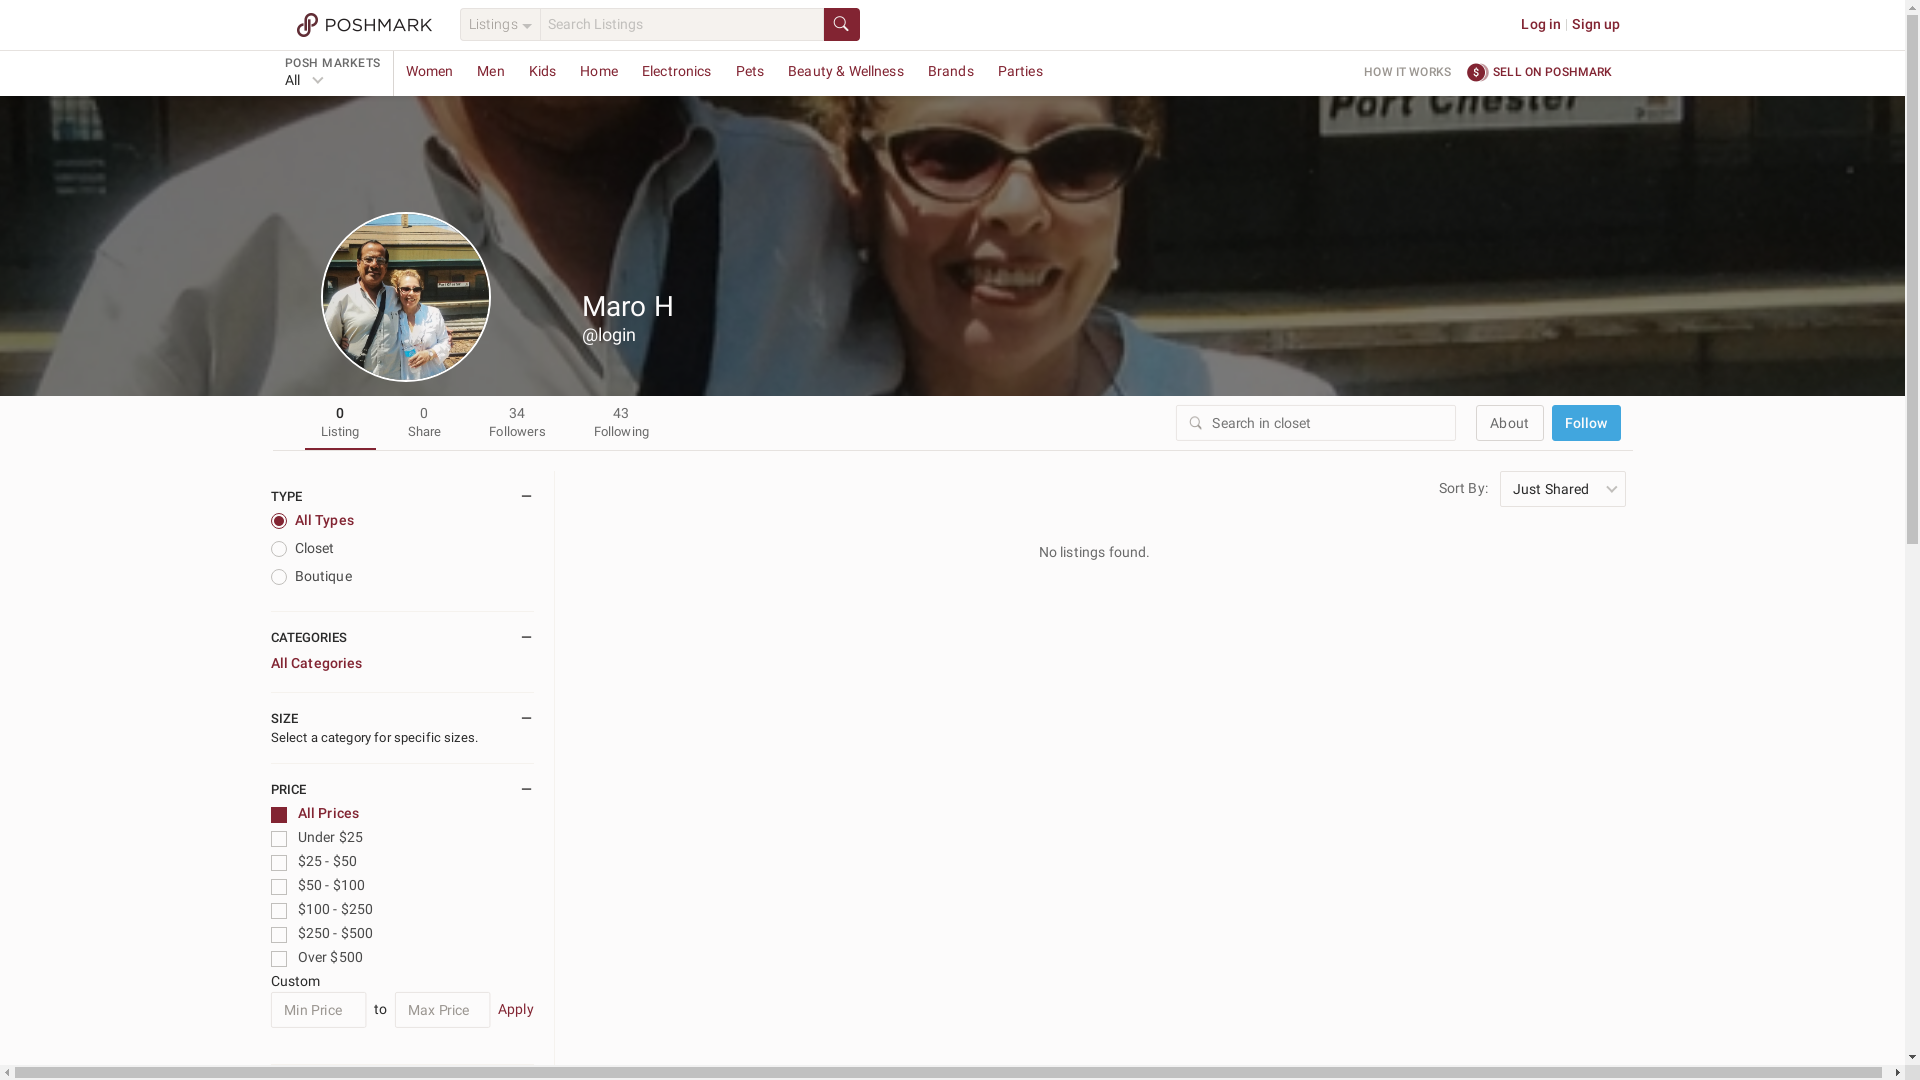 POSHMARK
Listings
Search Listings
Log in
Sign up
POSH MARKETS
All
Women
Men
Kids
Home
Electronics
Pets
Beauty & Wellness
Brands
Parties
HOW IT WORKS
$
SELL ON POSHMARK
Port Chester
Maro H
@login
0
Listing
0
Share
34
Followers
43
Following
Search in closet
About
Follow
TYPE
All Types
Closet
Boutique
CATEGORIES
All Categories
SIZE
Select a category for specific sizes.
PRICE
All Prices
Under $25
$25 - $50
$50 - $100
$100 - $250
$250 - $500
Over $500
Custom
Min Price
to
Max Price
Apply
Sort By:
Just Shared
No listings found.